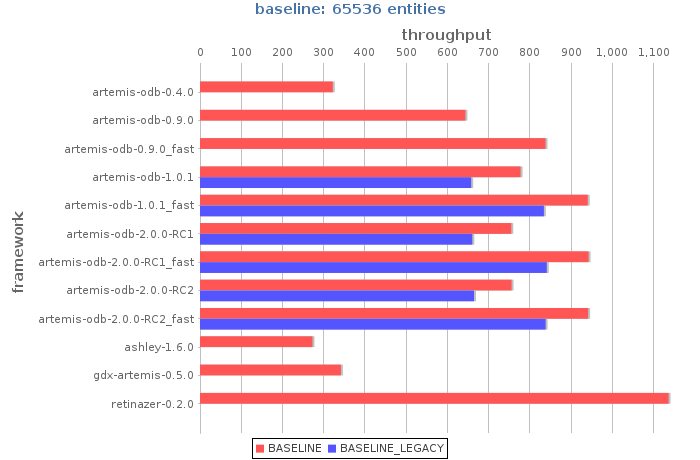 baseline: 65536 entities
throughput
0 100 200 300 400 500 600 700 800 900 1,000 1,100
framework
artemis-odb-0.4.0
artemis-odb-0.9.0
artemis-odb-0.9.0_fast
artemis-odb-1.0.1
artemis-odb-1.0.1_fast
artemis-odb-2.0.0-RC1
artemis-odb-2.0.0-RC1_fast
artemis-odb-2.0.0-RC2
artemis-odb-2.0.0-RC2_fast
ashley-1.6.0
gdx-artemis-0.5.0
retinazer-0.2.0
BASELINE BASELINE_LEGACY